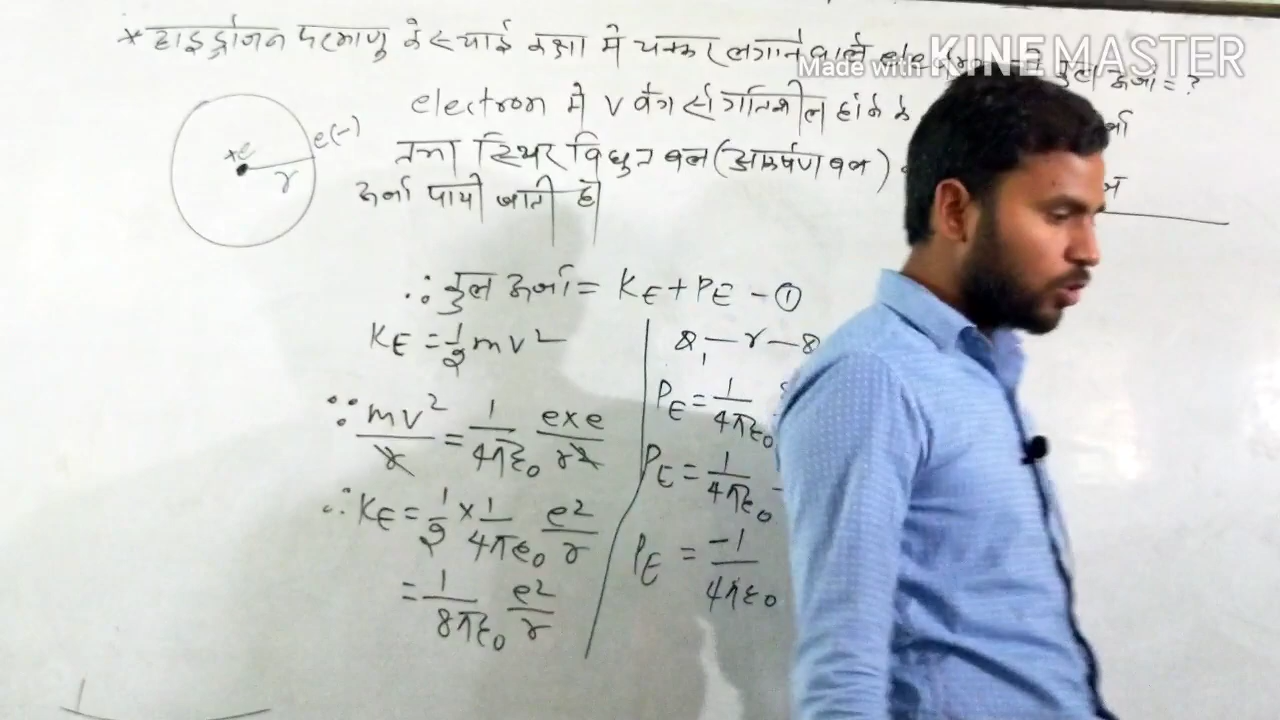 * हाइड्रोजन परमाणु के स्थाई कक्षा में चक्कर लगाने वाले कुल ऊर्जा = ?
Made with KINEMASTER
electron में v वेग से गतिशील होने के
तथा स्थिर विधुत बल (आकर्षण बल)
ऊर्जा पायी जाती है
+e r e(-)
∴ कुल ऊर्जा = KE + PE - ①
KE = 1/2 mv²
∵ mv²/r = 1/4πε₀ e×e/r²
∴ KE = 1/2 × 1/4πε₀ e²/r
= 1/8πε₀ e²/r
PE = 1/4πε₀
PE = 1/4πε₀
PE = -1/4πε₀